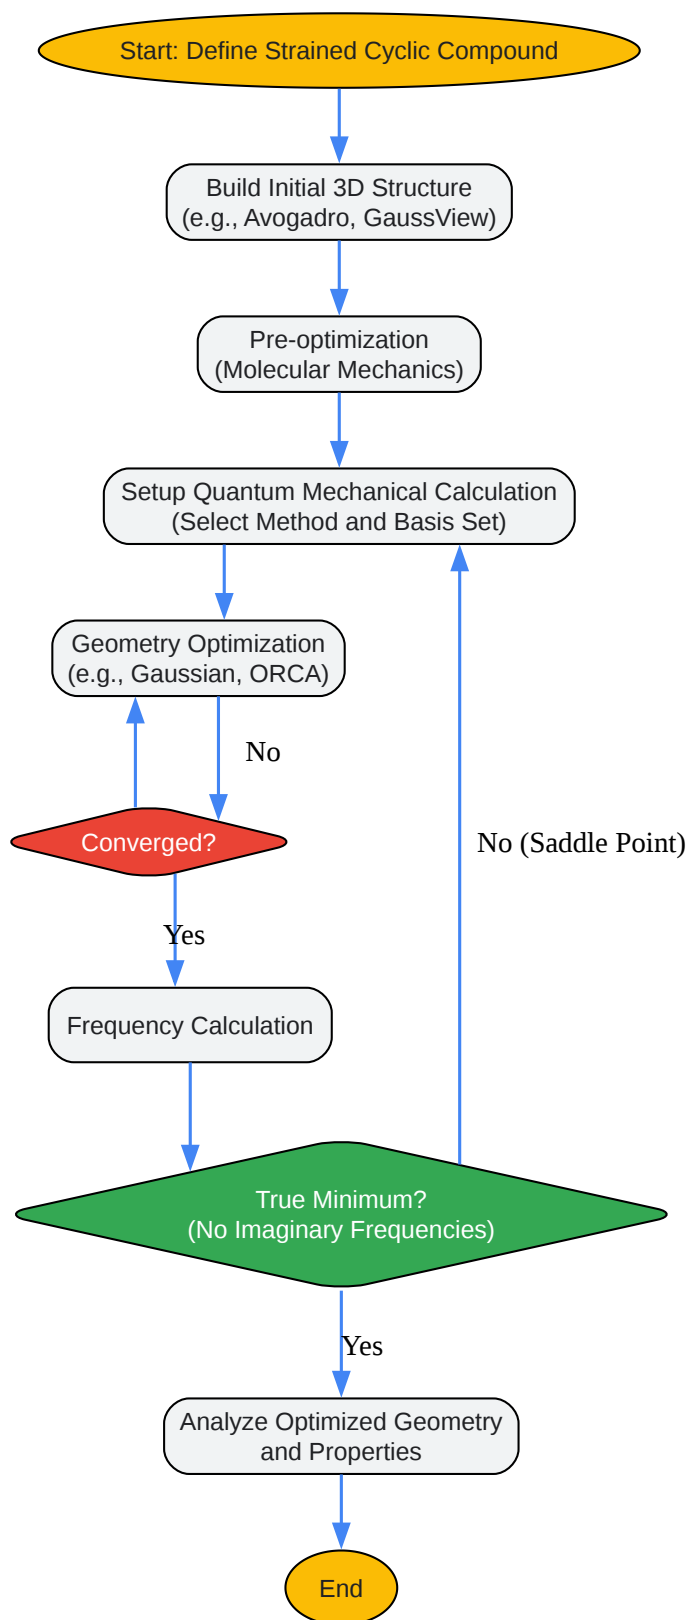 Start: Define Strained Cyclic Compound
Build Initial 3D Structure
(e.g., Avogadro, GaussView)
Pre-optimization
(Molecular Mechanics)
Setup Quantum Mechanical Calculation
(Select Method and Basis Set)
Geometry Optimization
(e.g., Gaussian, ORCA)
No
Converged?
No (Saddle Point)
Yes
Frequency Calculation
True Minimum?
(No Imaginary Frequencies)
Yes
Analyze Optimized Geometry
and Properties
End